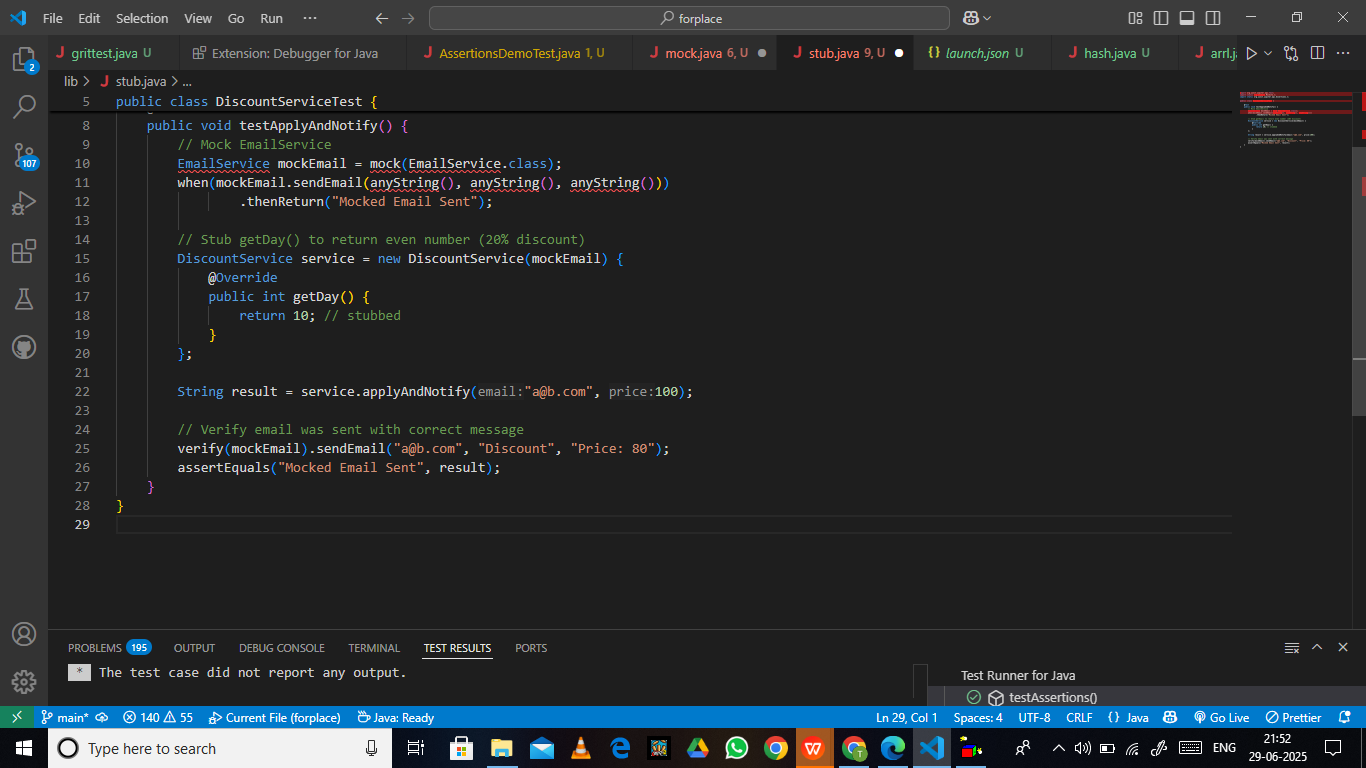 File Edit Selection View Go Run ··· forplace
grittest.java U Extension: Debugger for Java AssertionsDemoTest.java 1, U mock.java 6, U stub.java 9, U launch.json U hash.java U arrl.ja
lib > stub.java > ...
5 public class DiscountServiceTest {
8 public void testApplyAndNotify() {
9 // Mock EmailService
10 EmailService mockEmail = mock(EmailService.class);
11 when(mockEmail.sendEmail(anyString(), anyString(), anyString()))
12 .thenReturn("Mocked Email Sent");
13
14 // Stub getDay() to return even number (20% discount)
15 DiscountService service = new DiscountService(mockEmail) {
16 @Override
17 public int getDay() {
18 return 10; // stubbed
19 }
20 };
21
22 String result = service.applyAndNotify(email:"a@b.com", price:100);
23
24 // Verify email was sent with correct message
25 verify(mockEmail).sendEmail("a@b.com", "Discount", "Price: 80");
26 assertEquals("Mocked Email Sent", result);
27 }
28 }
29
2
107
PROBLEMS 195 OUTPUT DEBUG CONSOLE TERMINAL TEST RESULTS PORTS
* The test case did not report any output.
Test Runner for Java
testAssertions()
main* 140 55 Current File (forplace) Java: Ready Ln 29, Col 1 Spaces: 4 UTF-8 CRLF {} Java Go Live Prettier
Type here to search ENG 21:52
29-06-2025